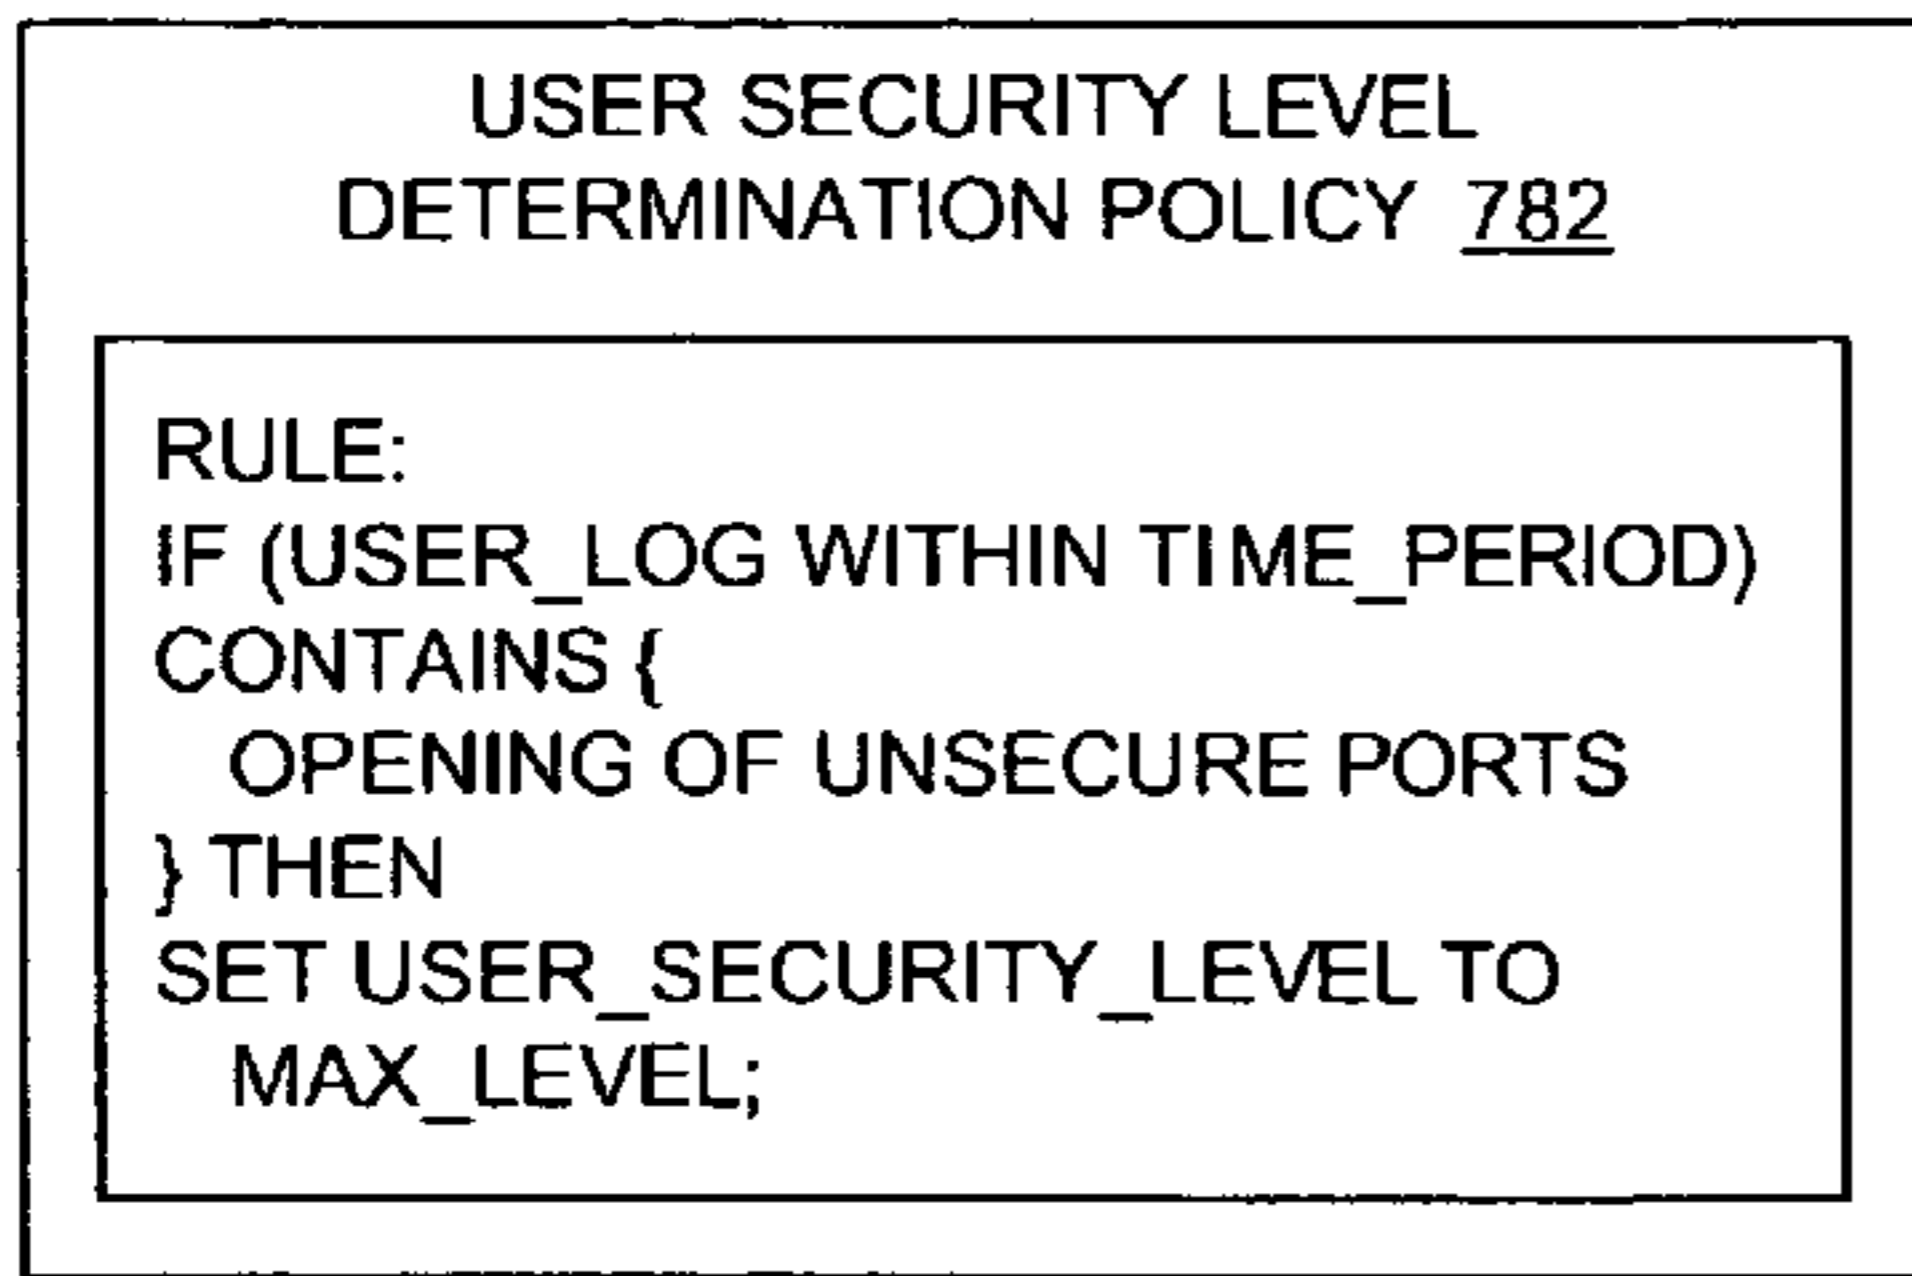 USER SECURITY LEVEL
DETERMINATION POLICY 782
RULE:
IF (USER_LOG WITHIN TIME_PERIOD)
CONTAINS {
OPENING OF UNSECURE PORTS
} THEN
SET USER_SECURITY_LEVEL TO
MAX_LEVEL;